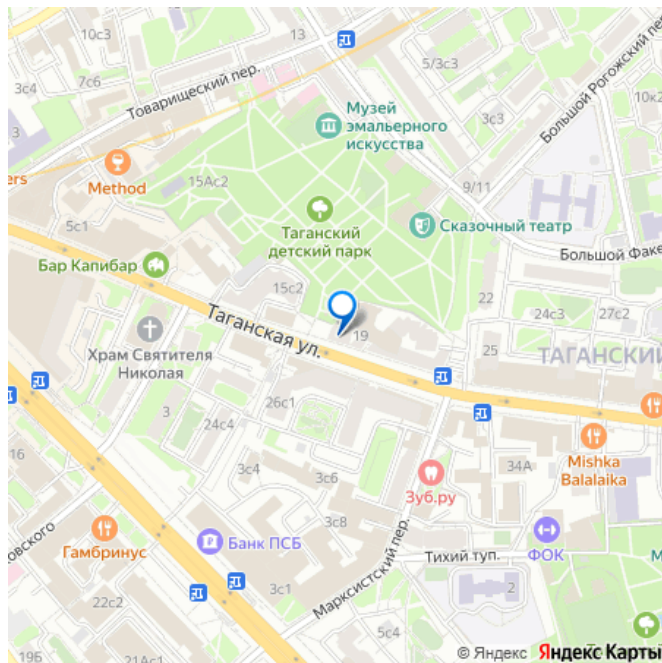 10с3
13
5/3с3
Большой Рогожский пер.
7с6
Товарищеский пер.
10к2
3
Музей
эмальерного
искусства
3с3
ers
Method
15Ас2
9/11
5с1
Таганский
детский парк
Сказочный театр
Бар Капибар
15с2
Большой Факе
22
24с3
27с2
Таганская ул.
19
Храм Святителя
Николая
25
ТАГАНСКИЙ
26с1
3
24с4
16
3с4
3с6
34А
Mishka
Balalaika
Зуб.ру
3с8
овского
Гамбринус
Банк ПСБ
Марксистский пер.
Тихий туп.
ФОК
3с1
2
М
22с2
5с4
19Б
21Ас1
© Яндекс Яндекс Карты